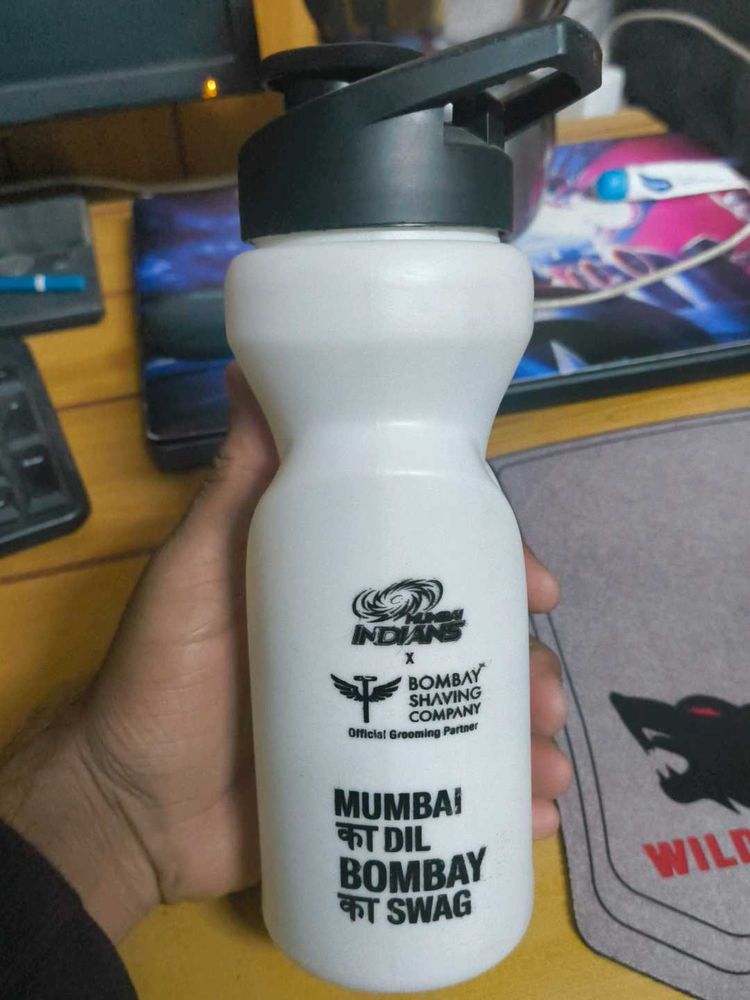 MUMBAI
INDIANS
X
BOMBAY
SHAVING
COMPANY
Official Grooming Partner
MUMBAI
का DIL
BOMBAY
का SWAG
WILD